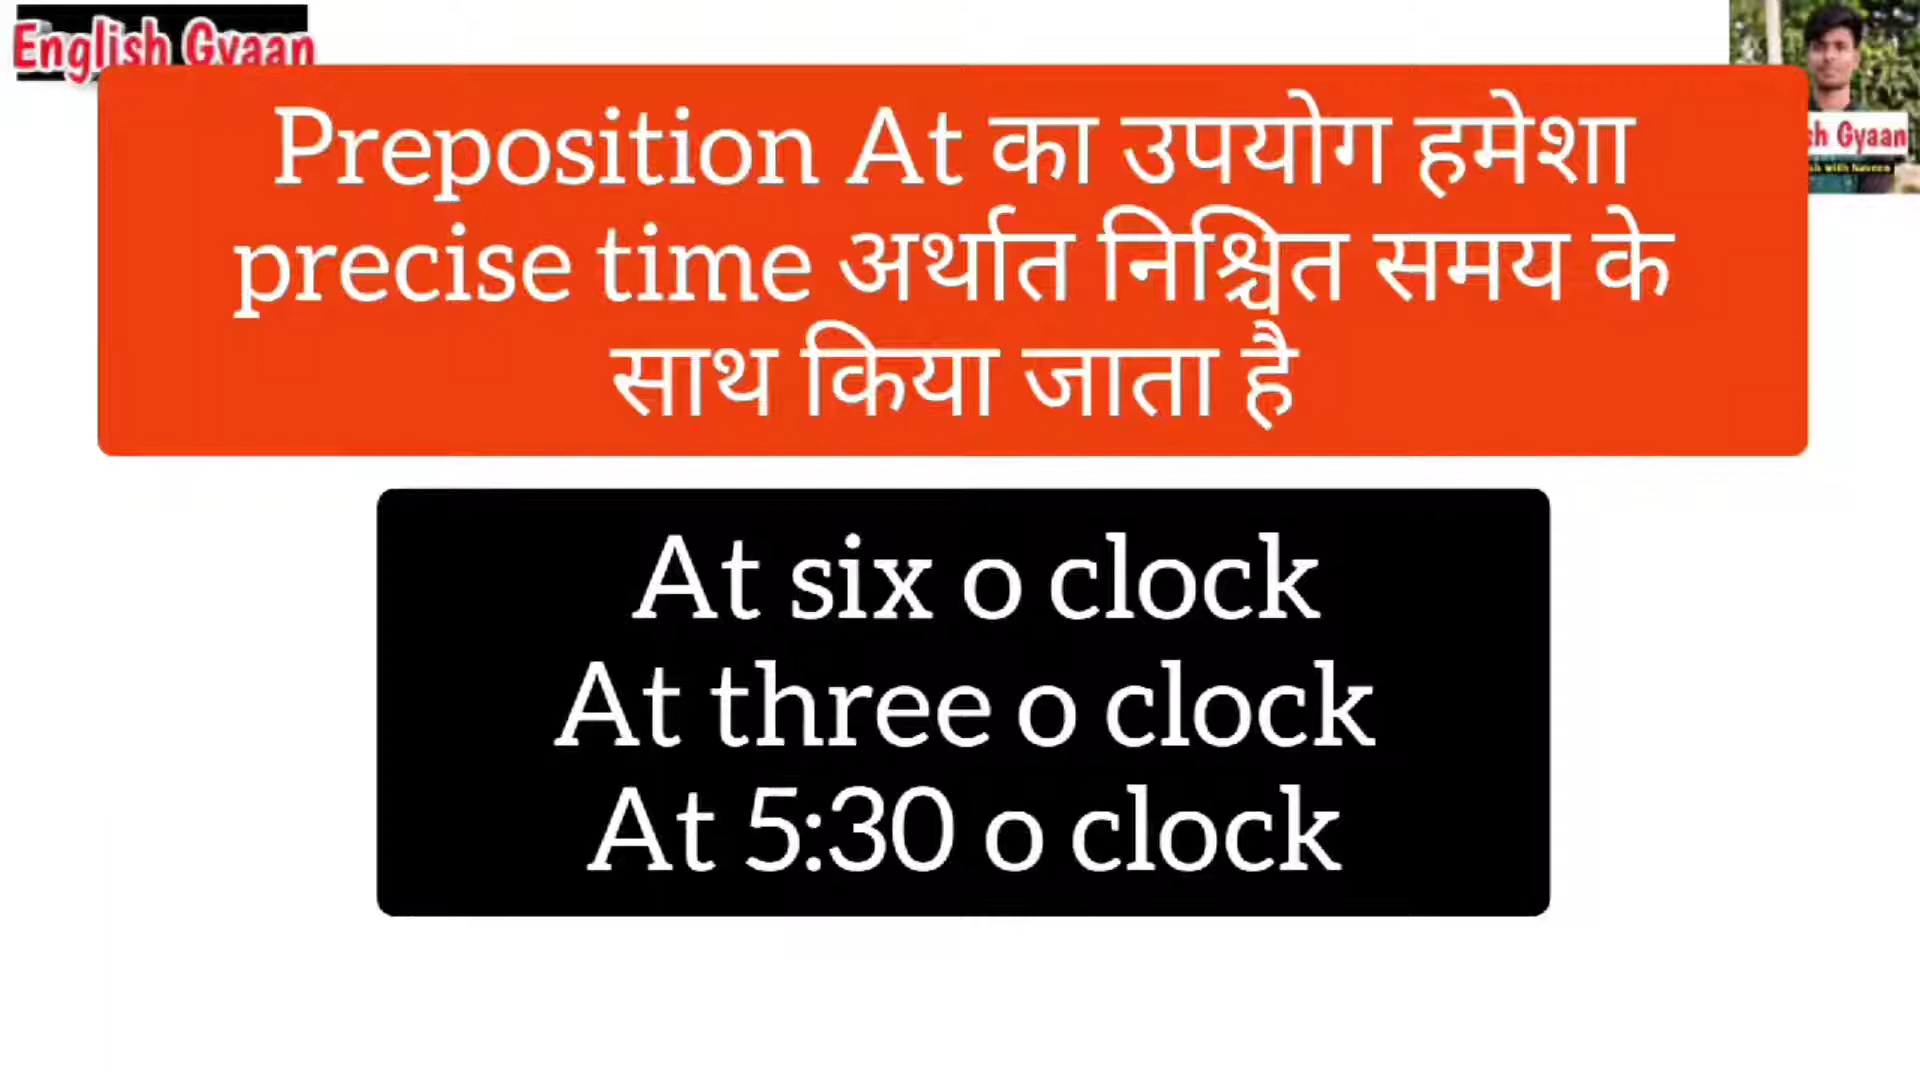 English Gyaan
Preposition At का उपयोग हमेशा
precise time अर्थात निश्चित समय के
साथ किया जाता है
Gyaan
At six o clock
At three o clock
At 5:30 o clock